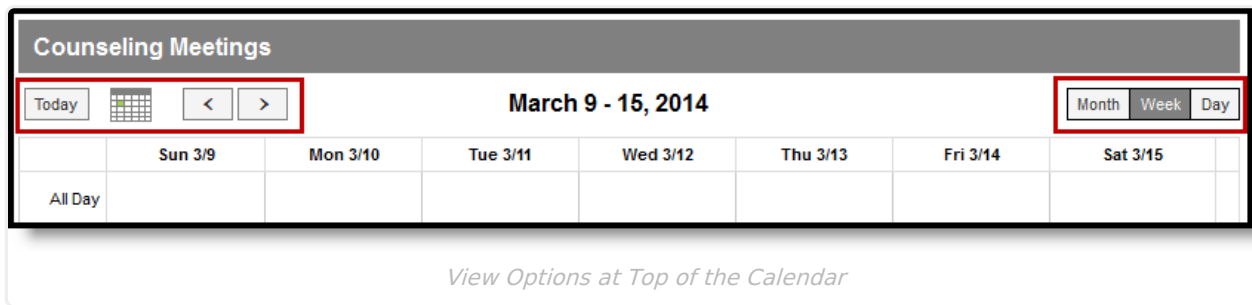 Counseling Meetings
Today < > March 9 - 15, 2014 Month Week Day
Sun 3/9 Mon 3/10 Tue 3/11 Wed 3/12 Thu 3/13 Fri 3/14 Sat 3/15
All Day
View Options at Top of the Calendar